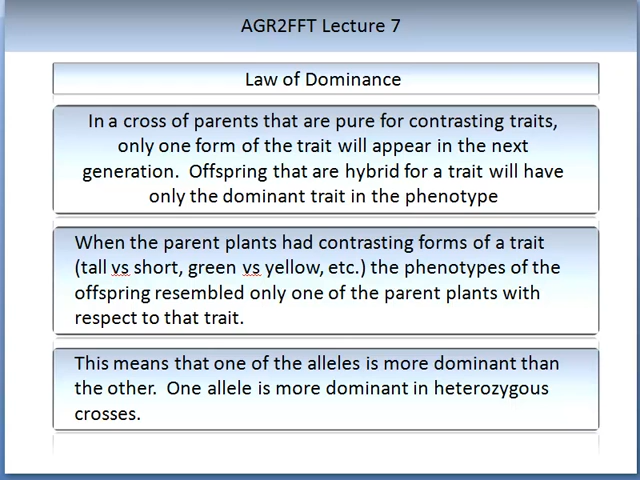 AGR2FFT Lecture 7
Law of Dominance
In a cross of parents that are pure for contrasting traits,
only one form of the trait will appear in the next
generation.  Offspring that are hybrid for a trait will have
only the dominant trait in the phenotype
When the parent plants had contrasting forms of a trait
(tall vs short, green vs yellow, etc.) the phenotypes of the
offspring resembled only one of the parent plants with
respect to that trait.
This means that one of the alleles is more dominant than
the other.  One allele is more dominant in heterozygous
crosses.